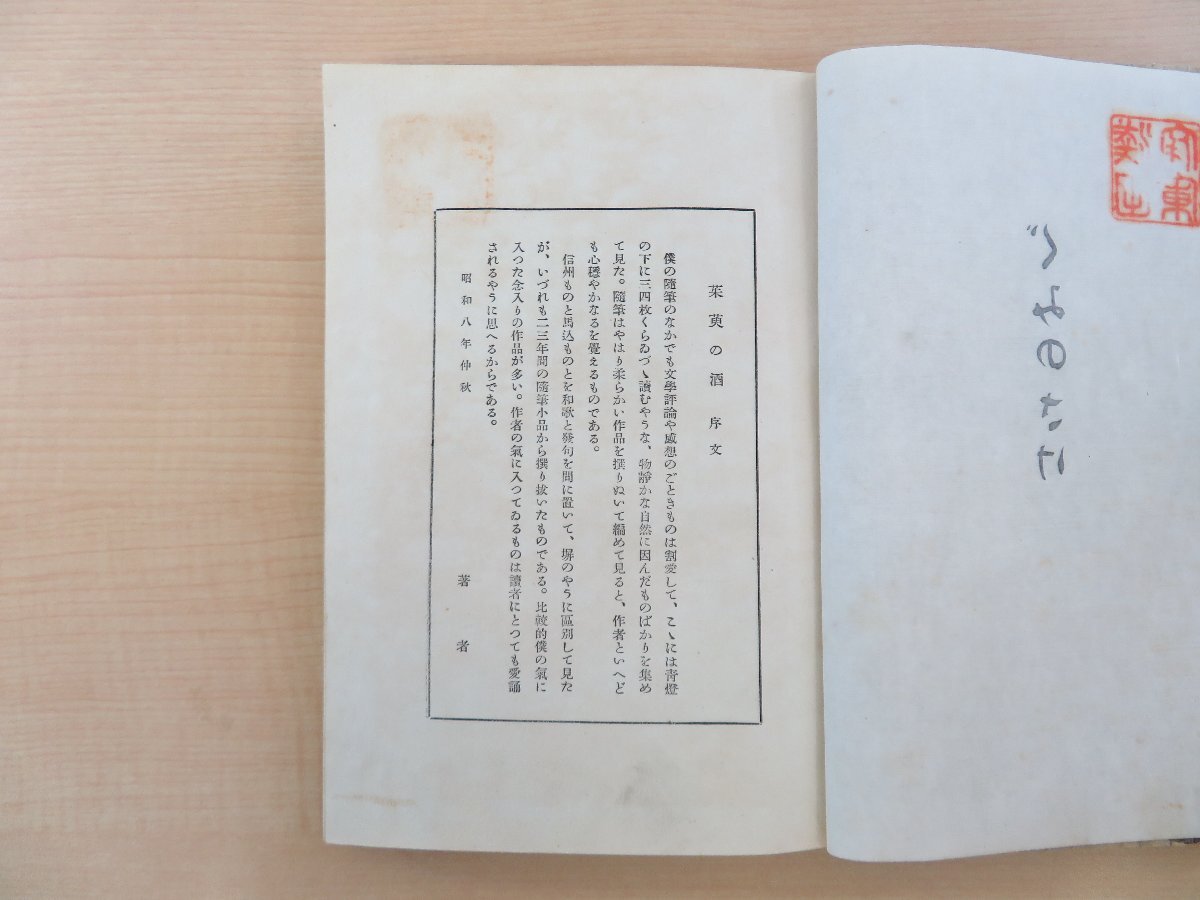 ぐみのさけ
茱萸の酒 序文
僕の隨筆のなかでも文學評論や感想のごときものは割愛して、こゝには靑燈
の下に三四枚くらゐづゝ讀むやうな、物靜かな自然に因んだものばかりを集め
て見た。隨筆はやはり柔らかい作品を撰りぬいて編めて見ると、作者といへど
も心穩やかなるを覺えるものである。
信州ものと馬込ものとを和歌と發句を間に置いて、塀のやうに區別して見た
が、いづれも二三年間の隨筆小品から撰り拔いたものである。比較的僕の氣に
入つた念入りの作品が多い。作者の氣に入つてゐるものは讀者にとつても愛誦
されるやうに思へるからである。
昭和八年仲秋
著者